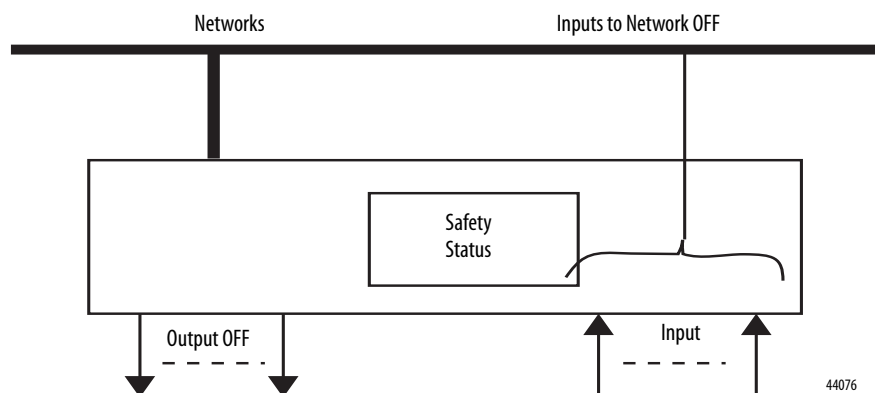 Networks
Inputs to Network OFF
Safety
Status
Output OFF
Input
44076